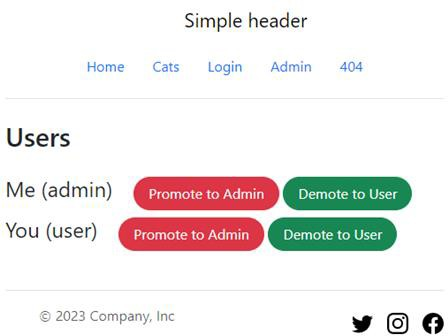 Simple header
Home Cats Login Admin 404
Users
Me (admin) Promote to Admin Demote to User
You (user) Promote to Admin Demote to User
© 2023 Company, Inc